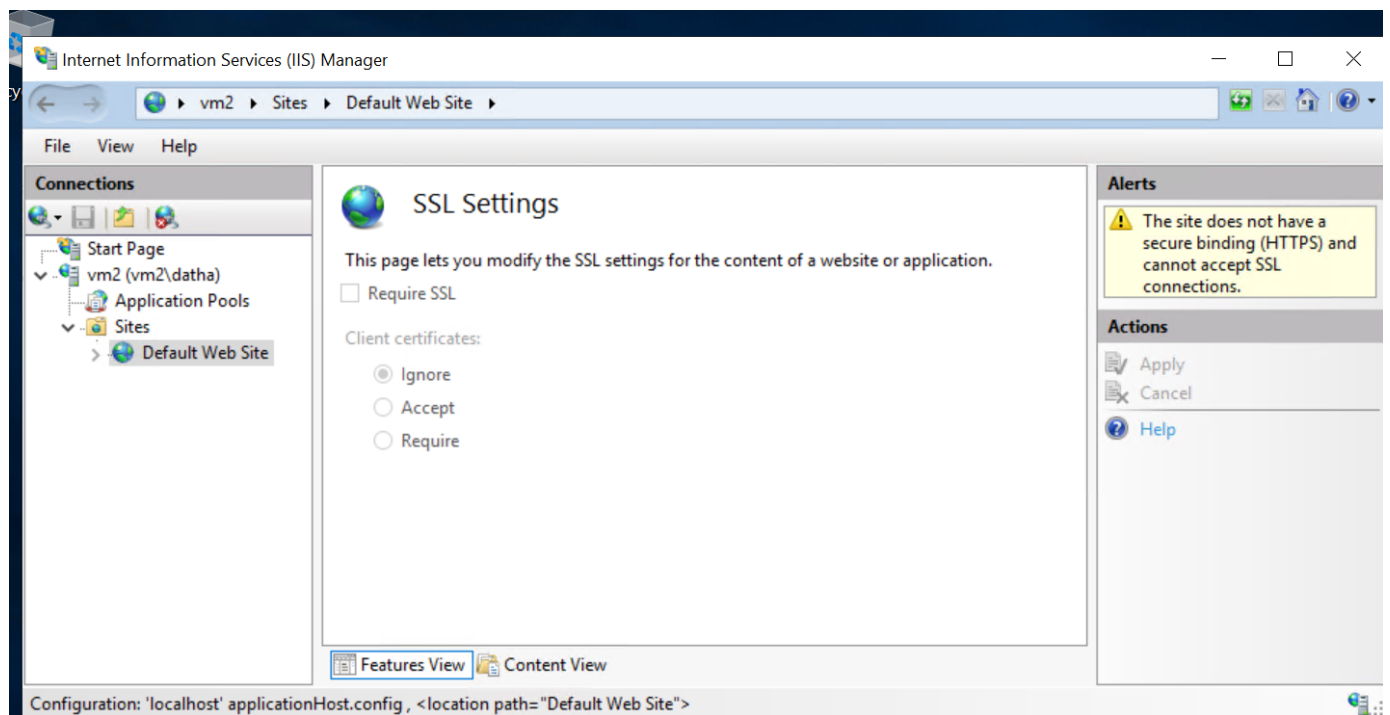 Internet Information Services (IIS) Manager
vm2 Sites Default Web Site
File View Help
Connections
Start Page
vm2 (vm2\datha)
Application Pools
Sites
Default Web Site
SSL Settings
This page lets you modify the SSL settings for the content of a website or application.
Require SSL
Client certificates:
Ignore
Accept
Require
Features View Content View
Alerts
The site does not have a
secure binding (HTTPS) and
cannot accept SSL
connections.
Actions
Apply
Cancel
Help
Configuration: 'localhost' applicationHost.config , <location path="Default Web Site">